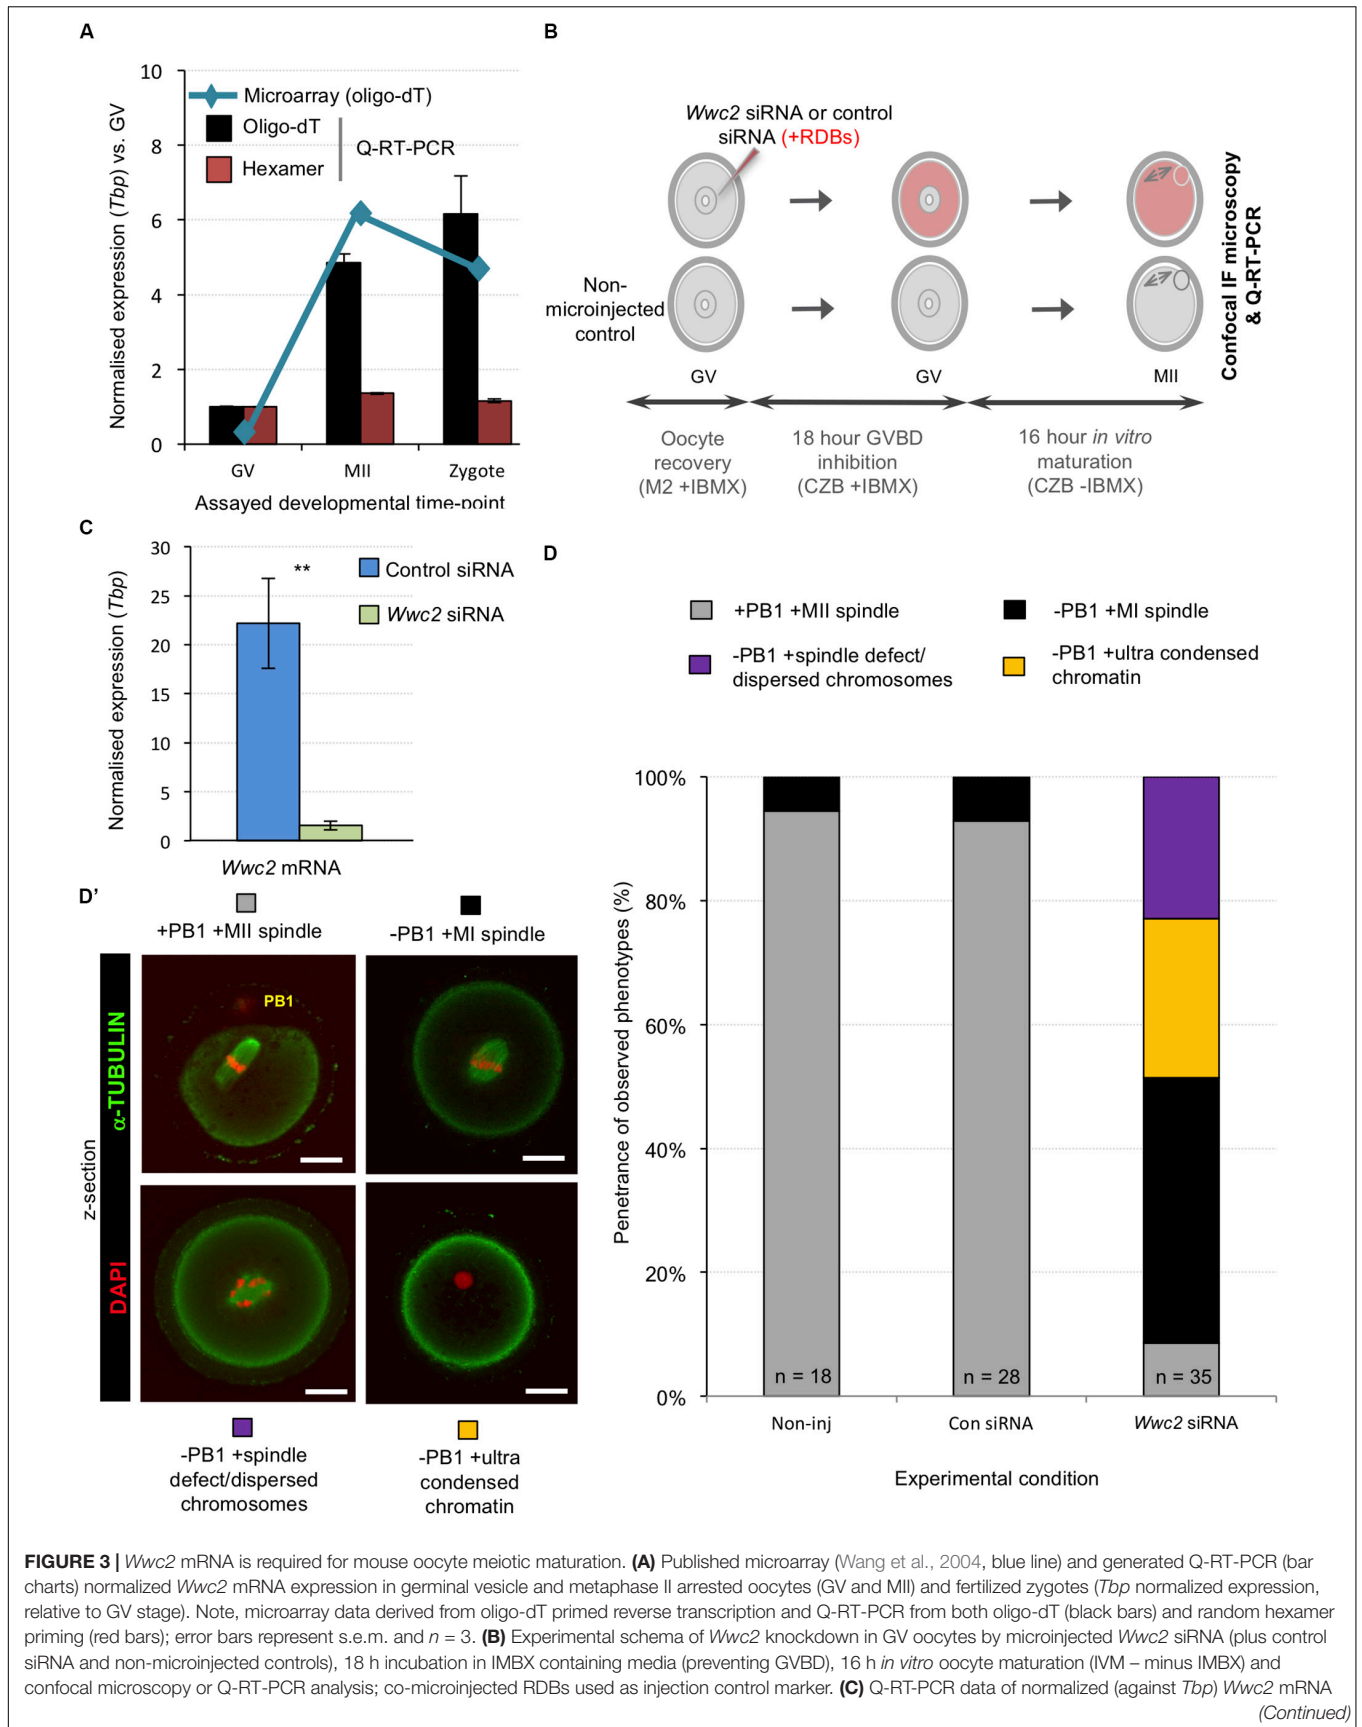 A
10
8
6
4
2
0
Normalised expression (Tbp) vs. GV
Microarray (oligo-dT)
Oligo-dT
Hexamer
Q-RT-PCR
GV
MII
Zygote
Assayed developmental time-point
B
Wwc2 siRNA or control
siRNA (+RDBs)
Non-
microinjected
control
GV
GV
MII
Confocal IF microscopy
& Q-RT-PCR
Oocyte
recovery
(M2 +IBMX)
18 hour GVBD
inhibition
(CZB +IBMX)
16 hour in vitro
maturation
(CZB -IBMX)
C
30
25
20
15
10
5
0
Normalised expression (Tbp)
**
Control siRNA
Wwc2 siRNA
Wwc2 mRNA
D
+PB1 +MII spindle
-PB1 +MI spindle
-PB1 +spindle defect/
dispersed chromosomes
-PB1 +ultra condensed
chromatin
100%
80%
60%
40%
20%
0%
Penetrance of observed phenotypes (%)
n = 18
n = 28
n = 35
Non-inj
Con siRNA
Wwc2 siRNA
Experimental condition
D'
+PB1 +MII spindle
-PB1 +MI spindle
z-section
α-TUBULIN
DAPI
PB1
-PB1 +spindle
defect/dispersed
chromosomes
-PB1 +ultra
condensed
chromatin
FIGURE 3 | Wwc2 mRNA is required for mouse oocyte meiotic maturation. (A) Published microarray (Wang et al., 2004, blue line) and generated Q-RT-PCR (bar
charts) normalized Wwc2 mRNA expression in germinal vesicle and metaphase II arrested oocytes (GV and MII) and fertilized zygotes (Tbp normalized expression,
relative to GV stage). Note, microarray data derived from oligo-dT primed reverse transcription and Q-RT-PCR from both oligo-dT (black bars) and random hexamer
priming (red bars); error bars represent s.e.m. and n = 3. (B) Experimental schema of Wwc2 knockdown in GV oocytes by microinjected Wwc2 siRNA (plus control
siRNA and non-microinjected controls), 18 h incubation in IMBX containing media (preventing GVBD), 16 h in vitro oocyte maturation (IVM – minus IMBX) and
confocal microscopy or Q-RT-PCR analysis; co-microinjected RDBs used as injection control marker. (C) Q-RT-PCR data of normalized (against Tbp) Wwc2 mRNA
(Continued)